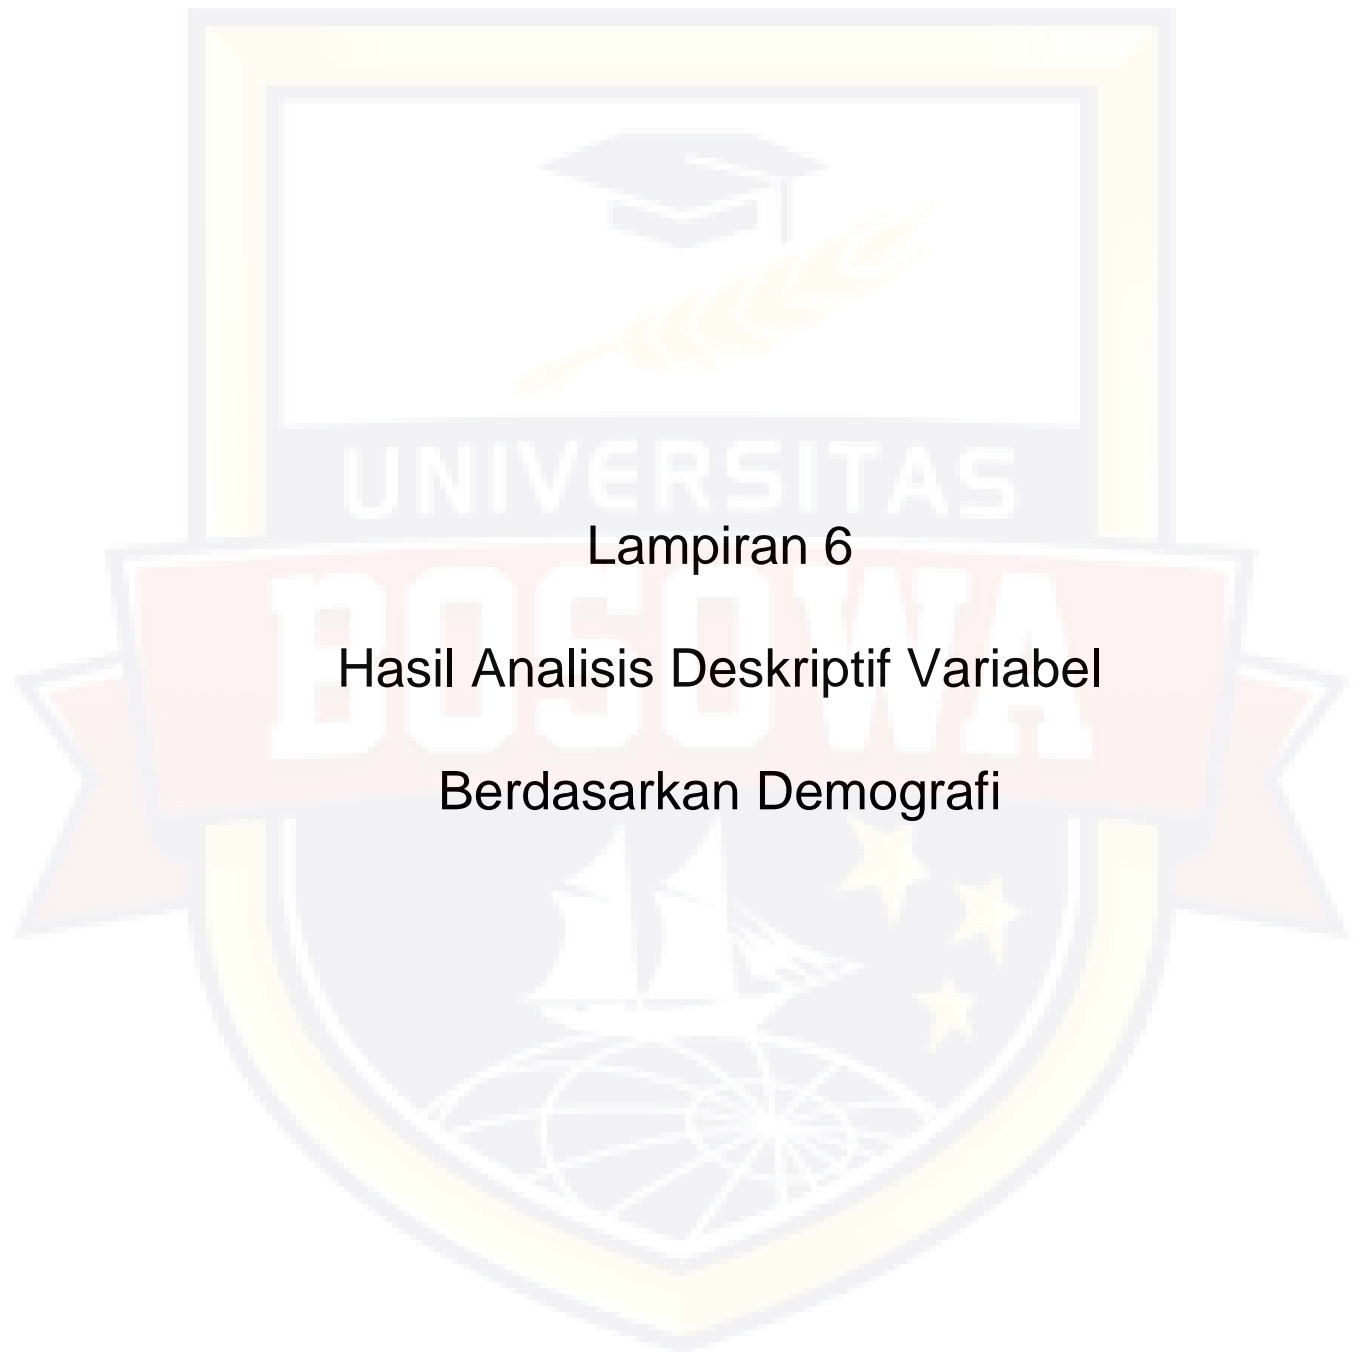 UNIVERSITAS
Lampiran 6
BOSOWA
Hasil Analisis Deskriptif Variabel
Berdasarkan Demografi